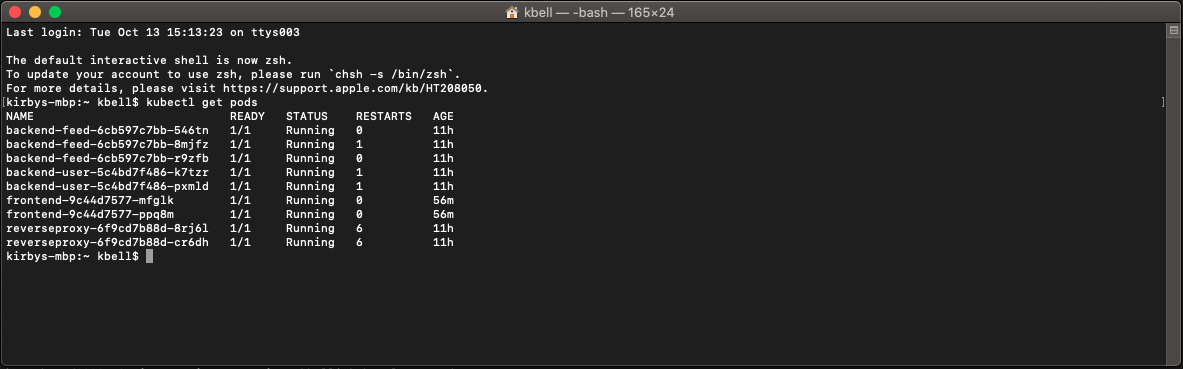 kbell — -bash — 165×24
Last login: Tue Oct 13 15:13:23 on ttys003
The default interactive shell is now zsh.
To update your account to use zsh, please run `chsh -s /bin/zsh`.
For more details, please visit https://support.apple.com/kb/HT208050.
[kirbys-mbp:~ kbell$ kubectl get pods ]
NAME READY STATUS RESTARTS AGE
backend-feed-6cb597c7bb-546tn 1/1 Running 0 11h
backend-feed-6cb597c7bb-8mjfz 1/1 Running 1 11h
backend-feed-6cb597c7bb-r9zfb 1/1 Running 0 11h
backend-user-5c4bd7f486-k7tzr 1/1 Running 1 11h
backend-user-5c4bd7f486-pxmld 1/1 Running 1 11h
frontend-9c44d7577-mfglk 1/1 Running 0 56m
frontend-9c44d7577-ppq8m 1/1 Running 0 56m
reverseproxy-6f9cd7b88d-8rj6l 1/1 Running 6 11h
reverseproxy-6f9cd7b88d-cr6dh 1/1 Running 6 11h
kirbys-mbp:~ kbell$